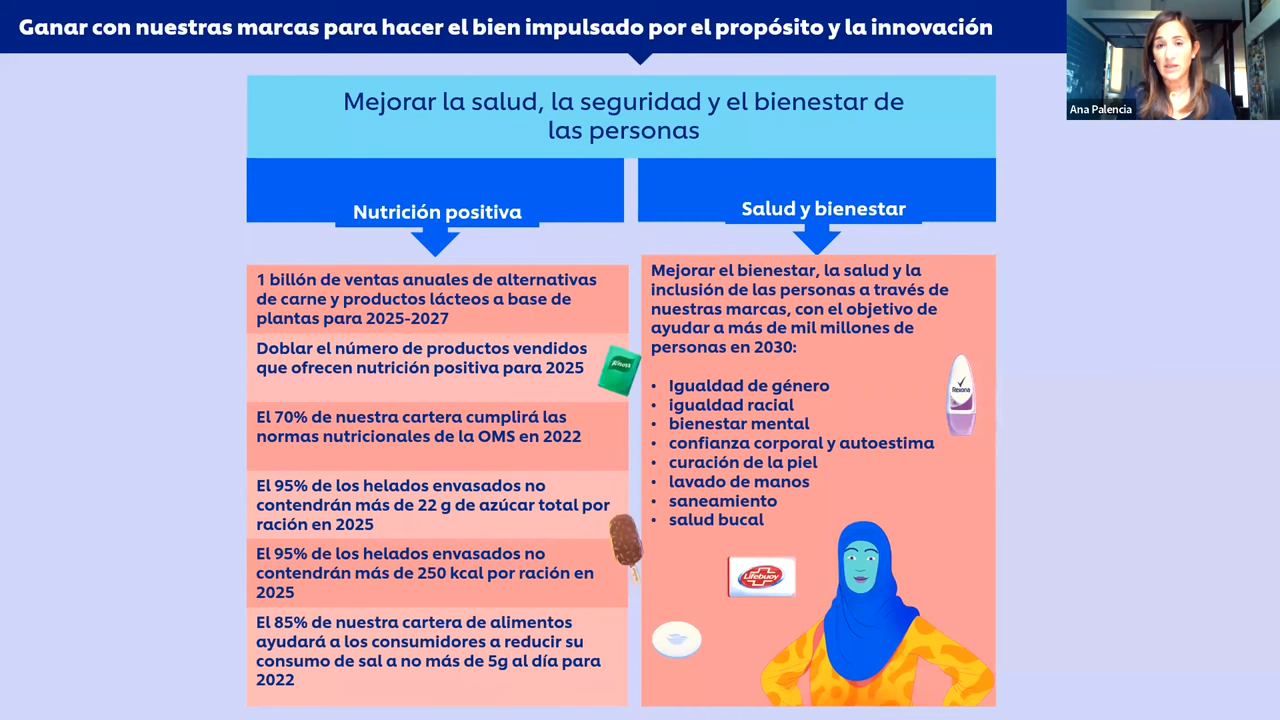 Ganar con nuestras marcas para hacer el bien impulsado por el propósito y la innovación
Ana Palencia
Mejorar la salud, la seguridad y el bienestar de
las personas
Nutrición positiva
1 billón de ventas anuales de alternativas
de carne y productos lácteos a base de
plantas para 2025-2027
Doblar el número de productos vendidos
que ofrecen nutrición positiva para 2025
Knorr
El 70% de nuestra cartera cumplirá las
normas nutricionales de la OMS en 2022
El 95% de los helados envasados no
contendrán más de 22 g de azúcar total por
ración en 2025
El 95% de los helados envasados no
contendrán más de 250 kcal por ración en
2025
El 85% de nuestra cartera de alimentos
ayudará a los consumidores a reducir su
consumo de sal a no más de 5g al día para
2022
Salud y bienestar
Mejorar el bienestar, la salud y la
inclusión de las personas a través de
nuestras marcas, con el objetivo de
ayudar a más de mil millones de
personas en 2030:
• Igualdad de género
• igualdad racial
• bienestar mental
• confianza corporal y autoestima
• curación de la piel
• lavado de manos
• saneamiento
• salud bucal
Rexona
Lifebuoy